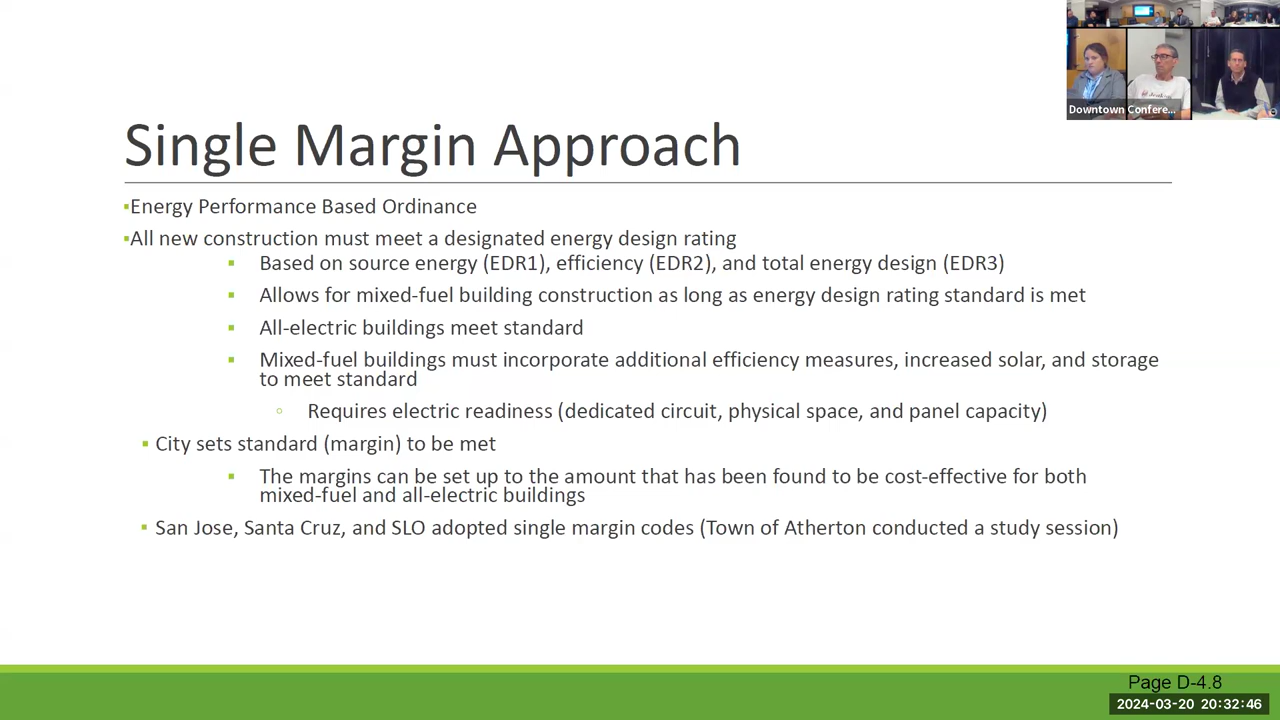 Downtown Confere...
Single Margin Approach
▪Energy Performance Based Ordinance
▪All new construction must meet a designated energy design rating
▪ Based on source energy (EDR1), efficiency (EDR2), and total energy design (EDR3)
▪ Allows for mixed-fuel building construction as long as energy design rating standard is met
▪ All-electric buildings meet standard
▪ Mixed-fuel buildings must incorporate additional efficiency measures, increased solar, and storage
to meet standard
◦ Requires electric readiness (dedicated circuit, physical space, and panel capacity)
▪ City sets standard (margin) to be met
▪ The margins can be set up to the amount that has been found to be cost-effective for both
mixed-fuel and all-electric buildings
▪ San Jose, Santa Cruz, and SLO adopted single margin codes (Town of Atherton conducted a study session)
Page D-4.8
2024-03-20 20:32:46